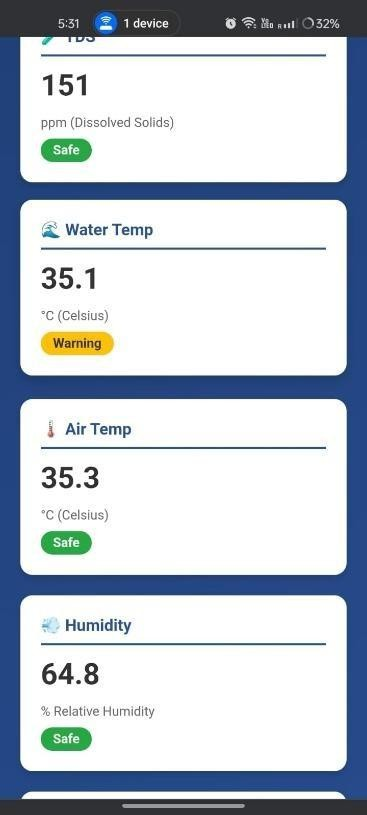 5:31 1 device 32%
TDS
151
ppm (Dissolved Solids)
Safe
Water Temp
35.1
°C (Celsius)
Warning
Air Temp
35.3
°C (Celsius)
Safe
Humidity
64.8
% Relative Humidity
Safe